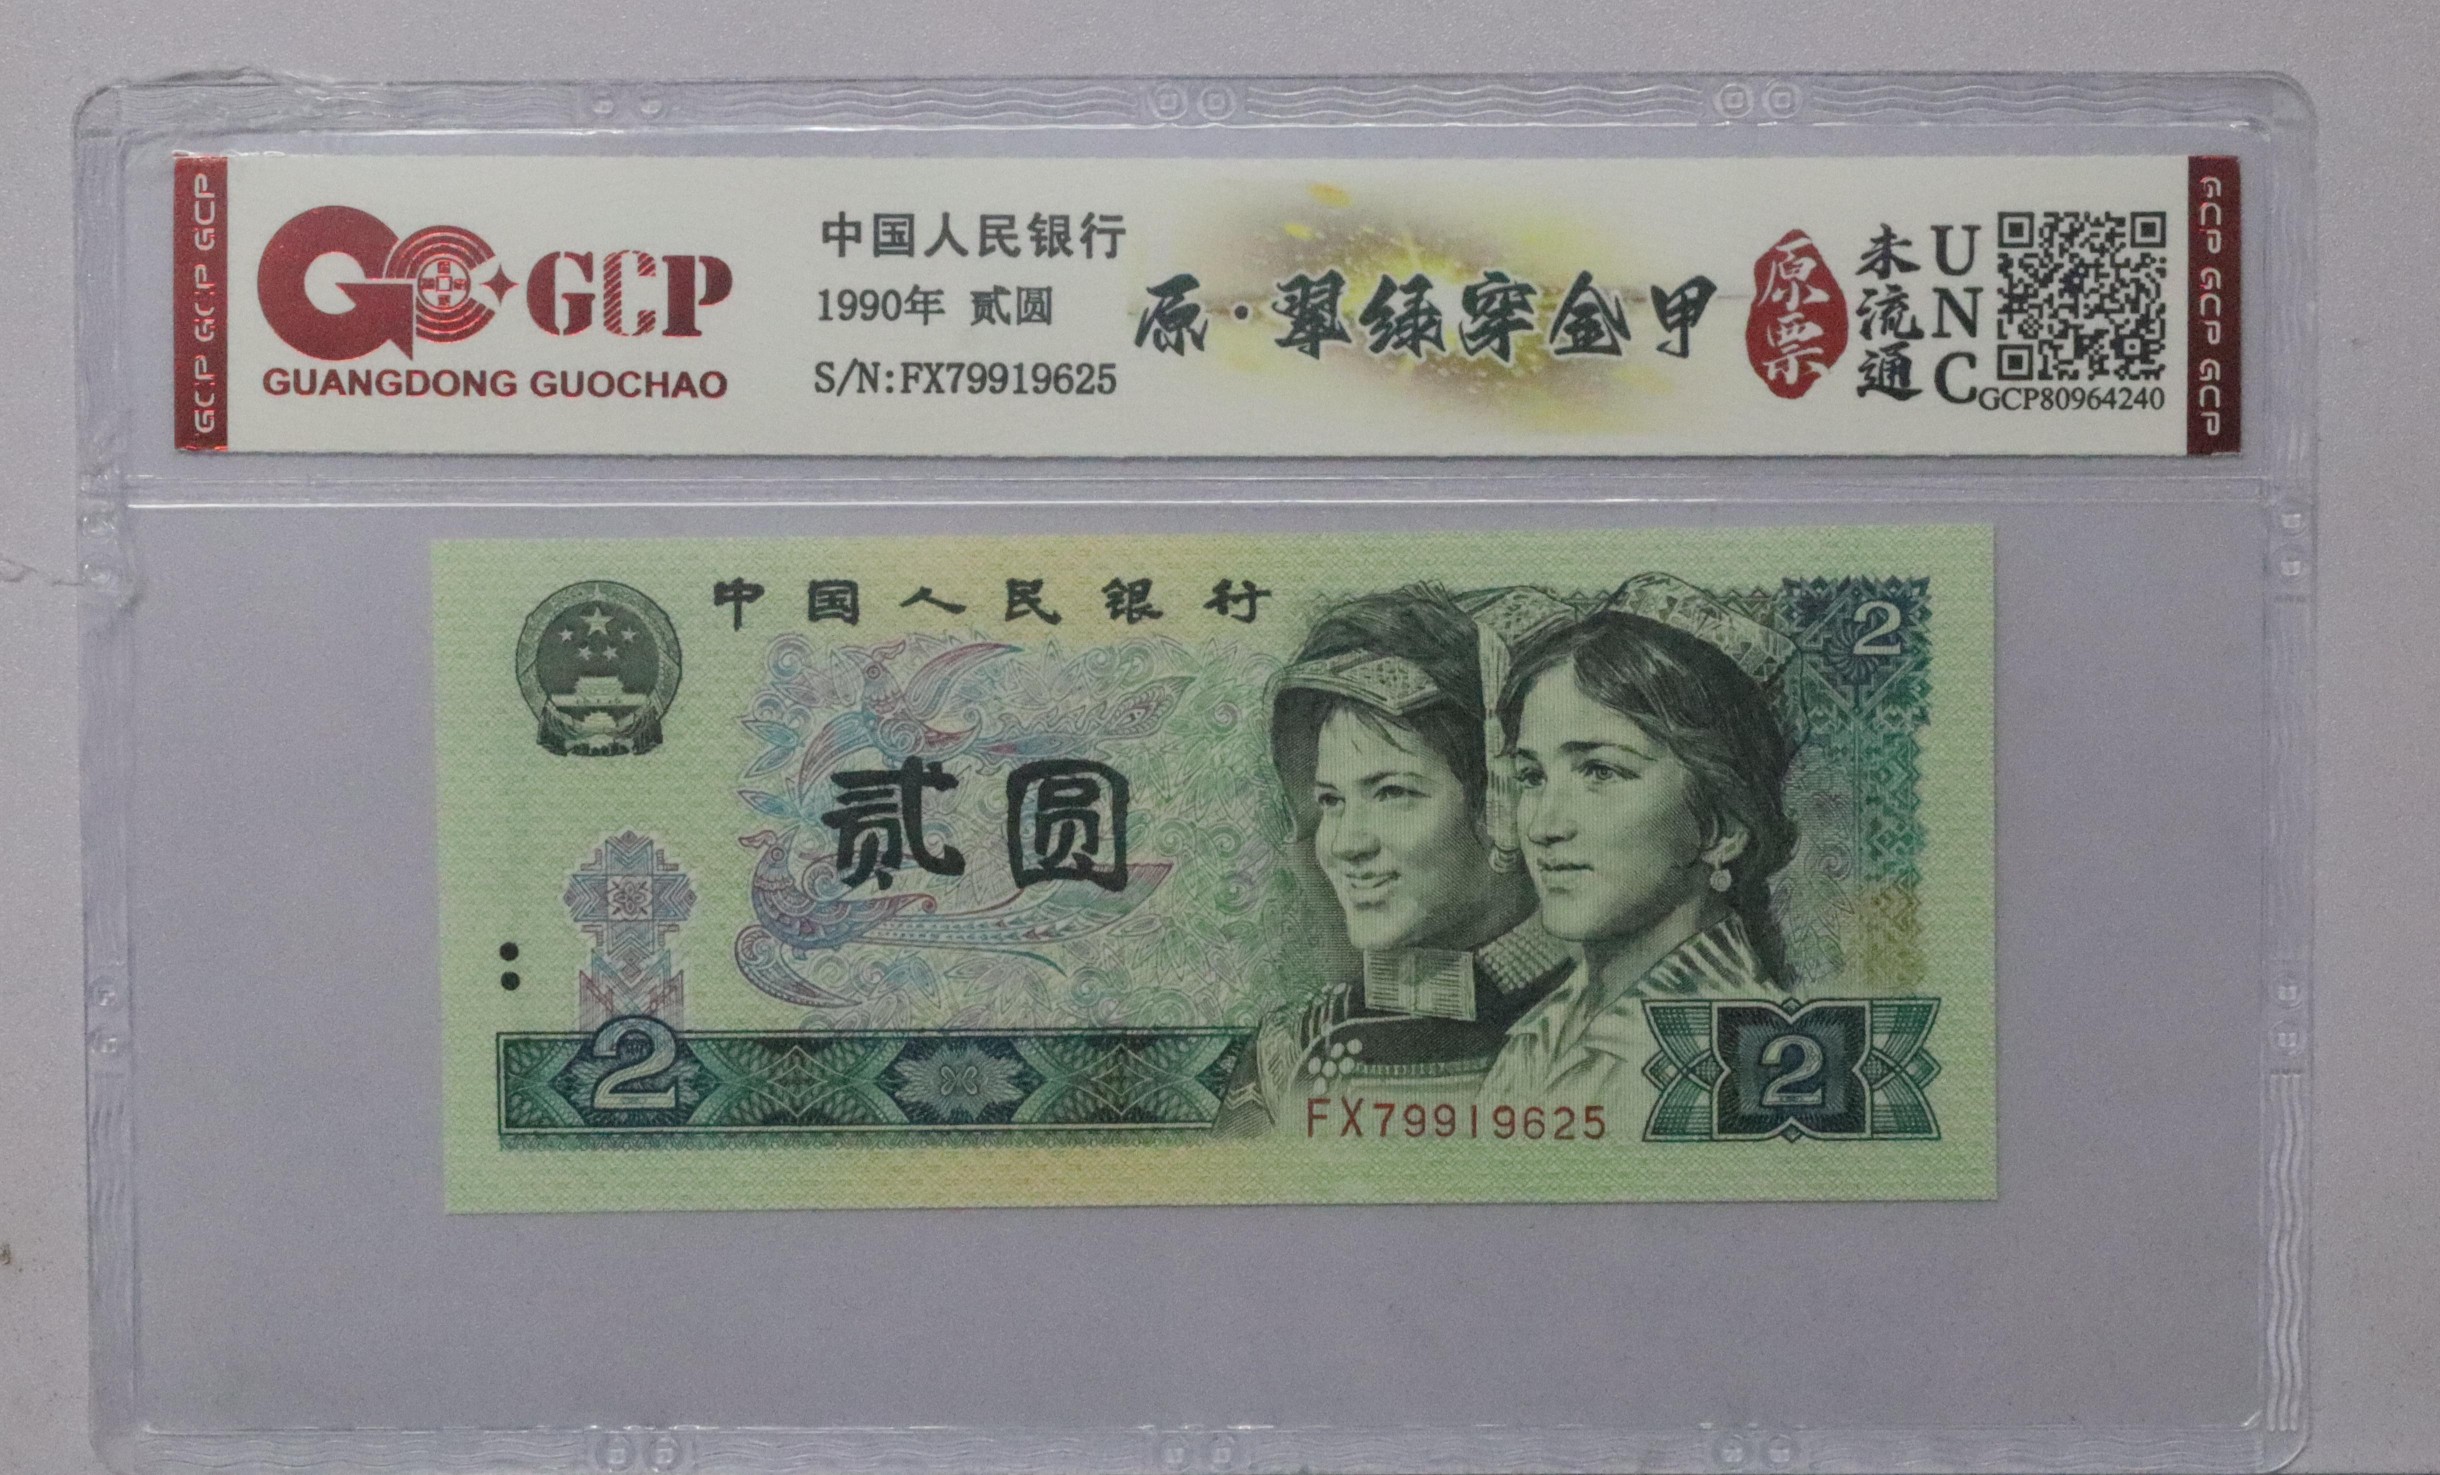 GCP GCP GCP
GCP
GUANGDONG GUOCHAO
中国人民银行
1990年 贰圆
S/N:FX79919625
原·翠绿穿金甲
原票
未流通
UNC
GCP80964240
GCP GCP GCP
中国人民银行
2
贰圆
2
FX79919625
2